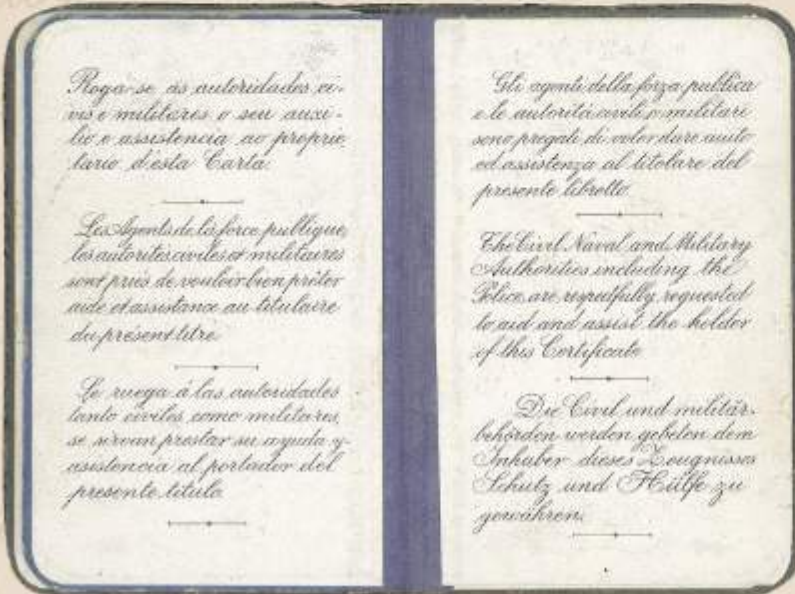 Roga-se ás autoridades ci-
vis e militares o seu auxi-
lio e assistencia ao proprie-
tario d'esta Carta.
Les Agents de la force publique,
les autorites civiles et militaires
sont priés de vouloir bien prêter
aide et assistance au titulaire
du présent titre
Se ruega á las autoridades
tanto civiles, como militares,
se sirvan prestar su ayuda y
asistencia al portador del
presente titulo.
Gli agenti della forza pubblica
e le autoritá civili e militari
sono pregati di voler dare aiuto
ed assistenza al titolare del
presente libretto.
The Civil Naval and Military
Authorities including the
Police, are respectfully requested
to aid and assist the holder
of this Certificate
Die Civil und militär-
behörden werden gebeten dem
Inhaber dieses Zeugnisses
Schutz und Hülfe zu
gewähren.